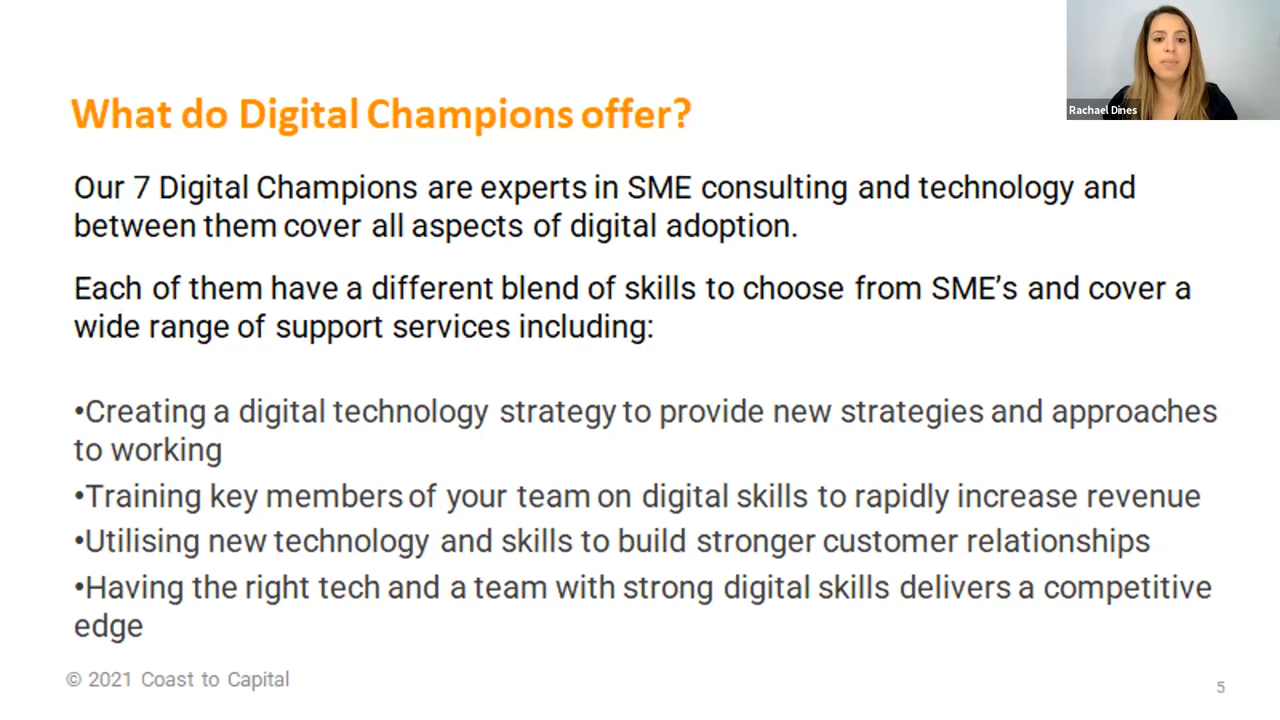 What do Digital Champions offer?
Rachael Dines
Our 7 Digital Champions are experts in SME consulting and technology and
between them cover all aspects of digital adoption.
Each of them have a different blend of skills to choose from SME’s and cover a
wide range of support services including:
•Creating a digital technology strategy to provide new strategies and approaches
to working
•Training key members of your team on digital skills to rapidly increase revenue
•Utilising new technology and skills to build stronger customer relationships
•Having the right tech and a team with strong digital skills delivers a competitive
edge
© 2021 Coast to Capital
5